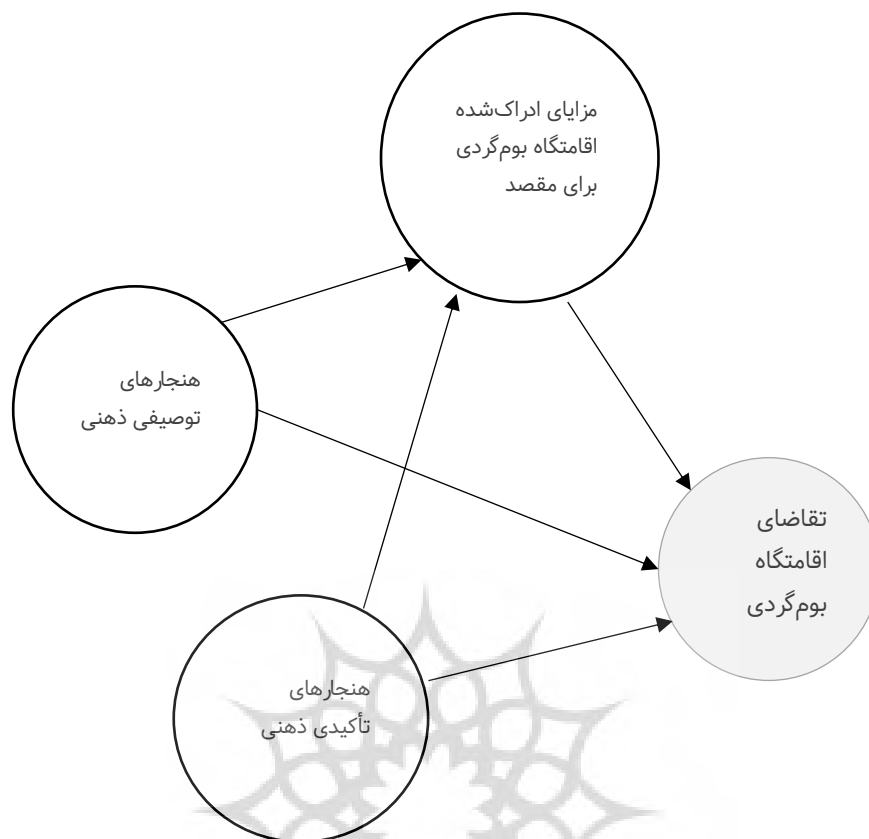 مزایای ادراک‌شده
اقامتگاه بوم‌گردی
برای مقصد
هنجارهای
توصیفی ذهنی
تقاضای
اقامتگاه
بوم‌گردی
هنجارهای
تأکیدی ذهنی